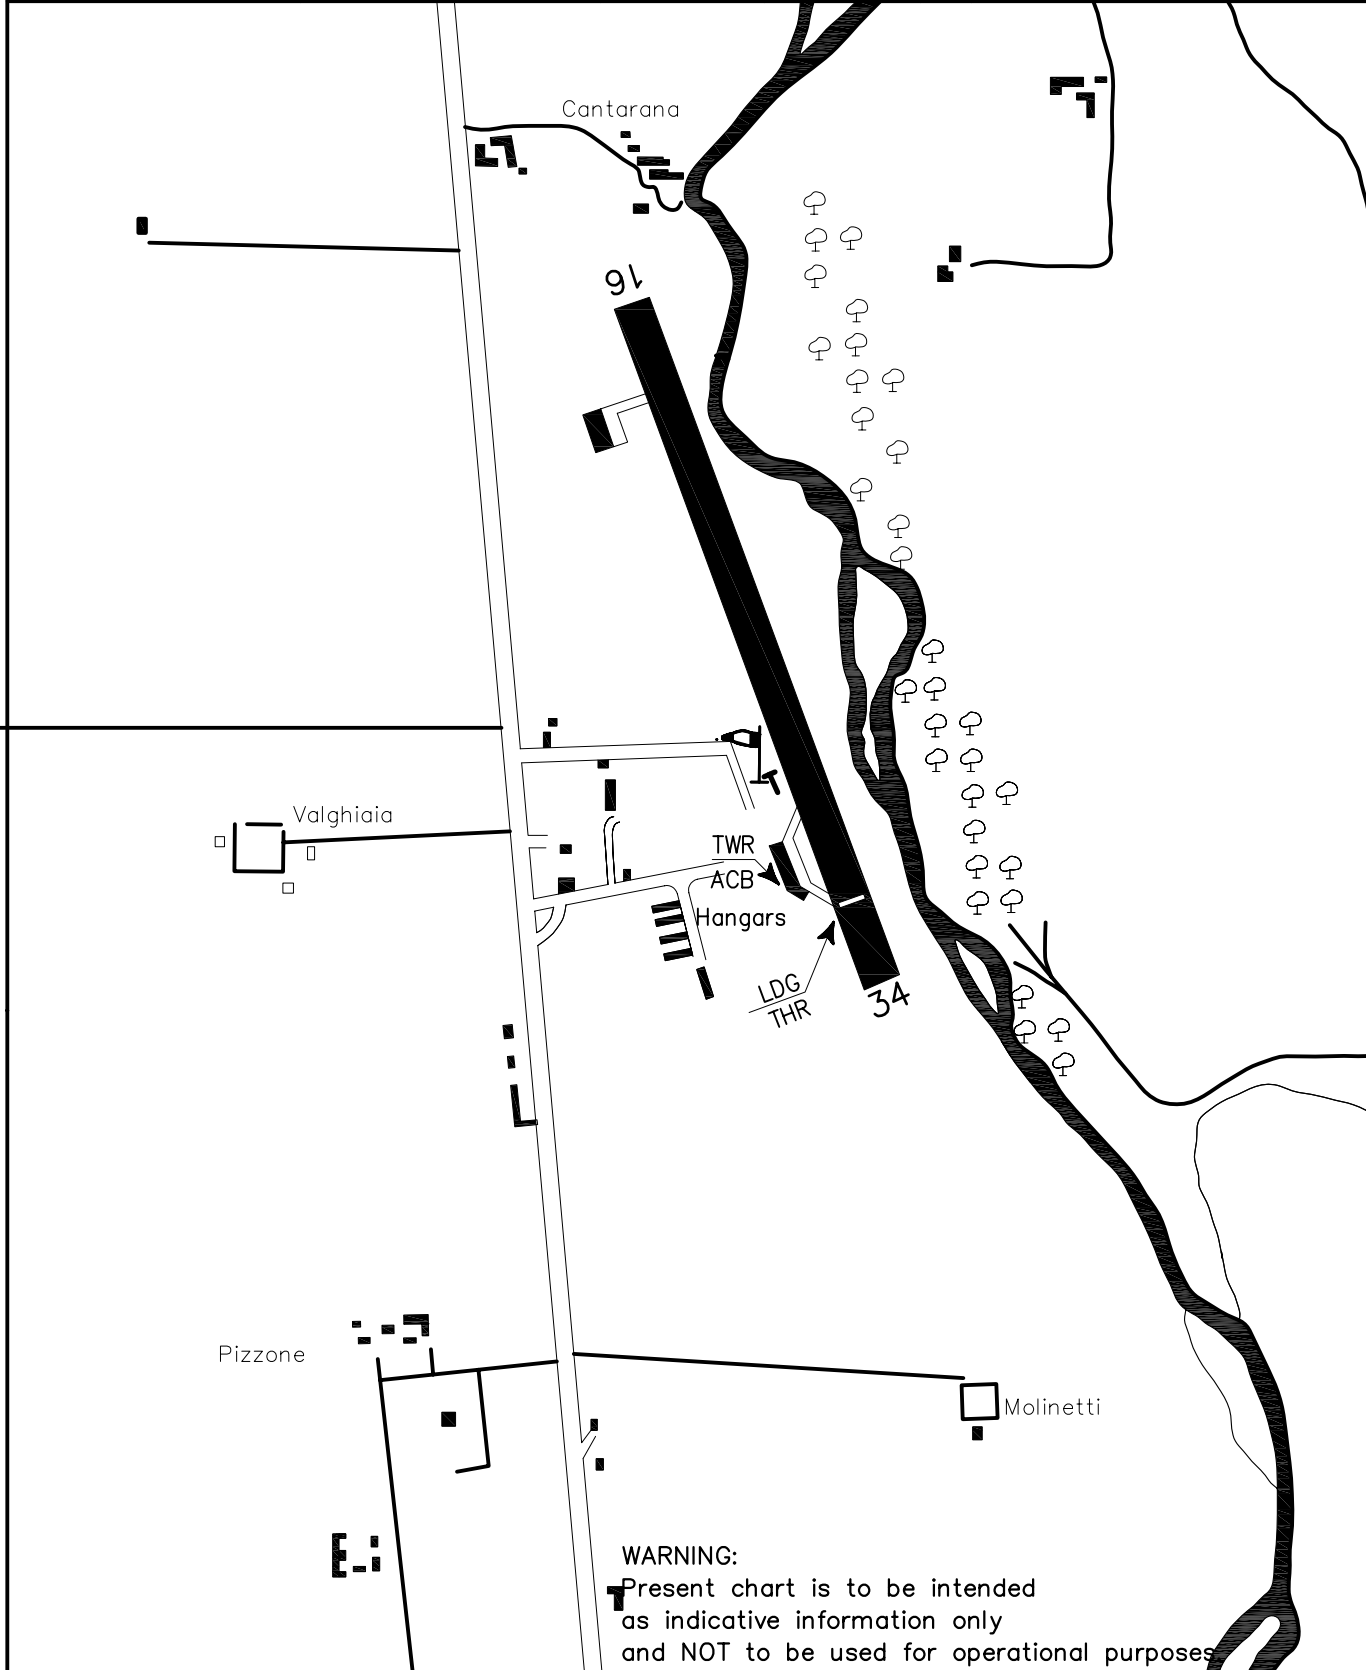 Cantarana
16
Valghiaia
TWR
ACB
Hangars
LDG
THR
34
Pizzone
Molinetti
WARNING:
Present chart is to be intended
as indicative information only
and NOT to be used for operational purposes.